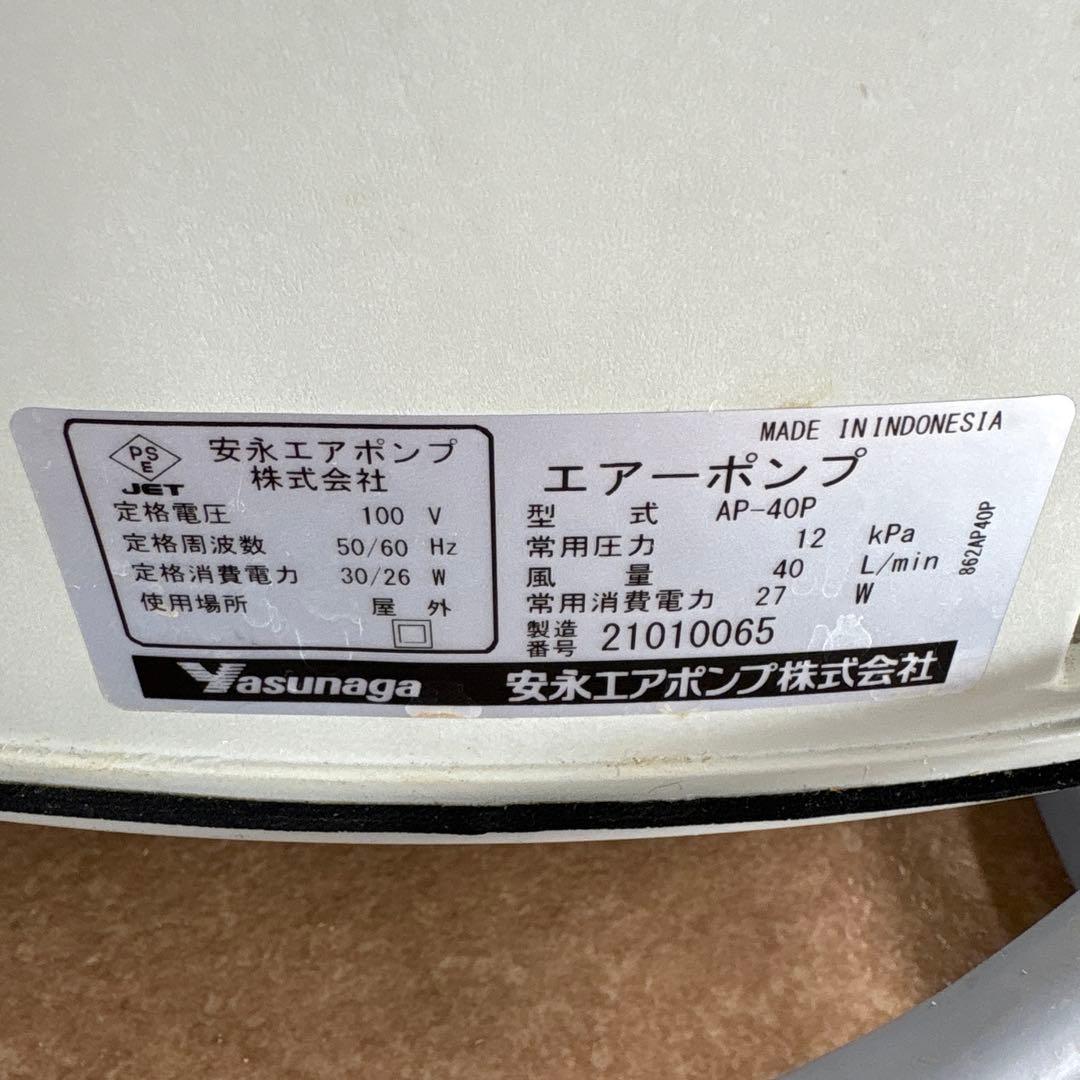 PSE
JET
安永エアポンプ
株式会社
定格電圧 100 V
定格周波数 50/60 Hz
定格消費電力 30/26 W
使用場所 屋外
MADE IN INDONESIA
エアーポンプ
型式 AP-40P
常用圧力 12 kPa
風量 40 L/min
常用消費電力 27 W
製造番号 21010065
862AP40P
Yasunaga 安永エアポンプ株式会社